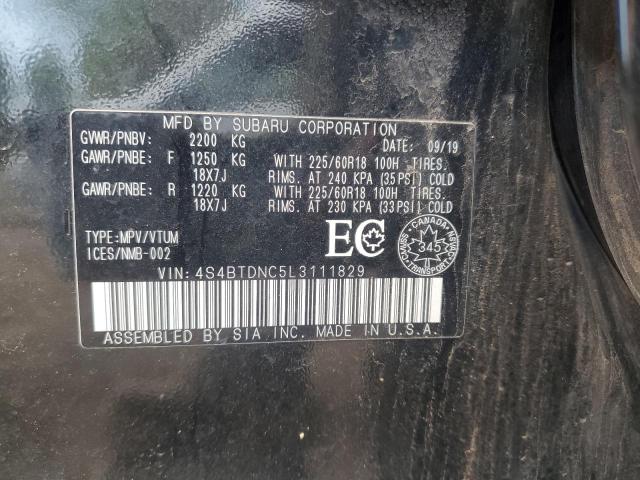 MFD BY SUBARU CORPORATION
GVWR/PNBV: 2200 KG DATE: 09/19
GAWR/PNBE: F 1250 KG WITH 225/60R18 100H TIRES.
18X7J RIMS. AT 240 KPA (35PSI) COLD
GAWR/PNBE: R 1220 KG WITH 225/60R18 100H TIRES.
18X7J RIMS. AT 230 KPA (33PSI) COLD
TYPE:MPV/VTUM
ICES/NMB-002
EC
CANADA
345
CMVSS NSVAC
VIN:4S4BTDNC5L3111829
ASSEMBLED BY SIA INC. MADE IN U.S.A.